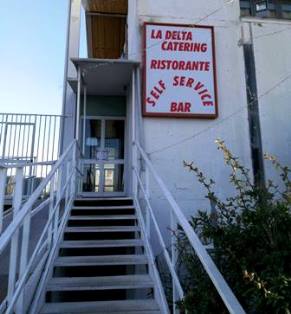 LA DELTA
CATERING
RISTORANTE
SELF SERVICE
BAR